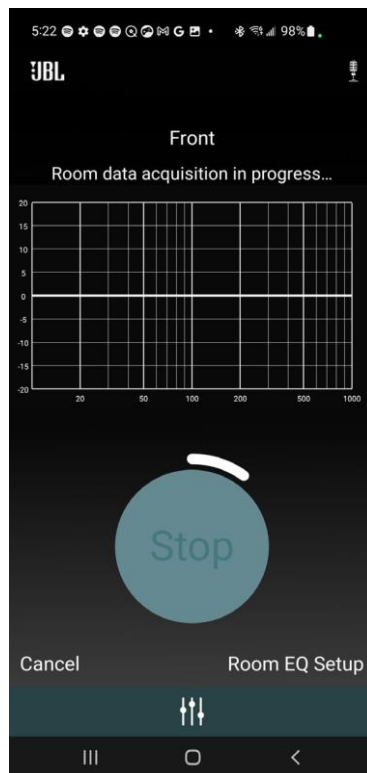 5:22 98%
JBL
Front
Room data acquisition in progress...
20
15
10
5
0
-5
-10
-15
-20
20 50 100 200 500 1000
Stop
Cancel Room EQ Setup